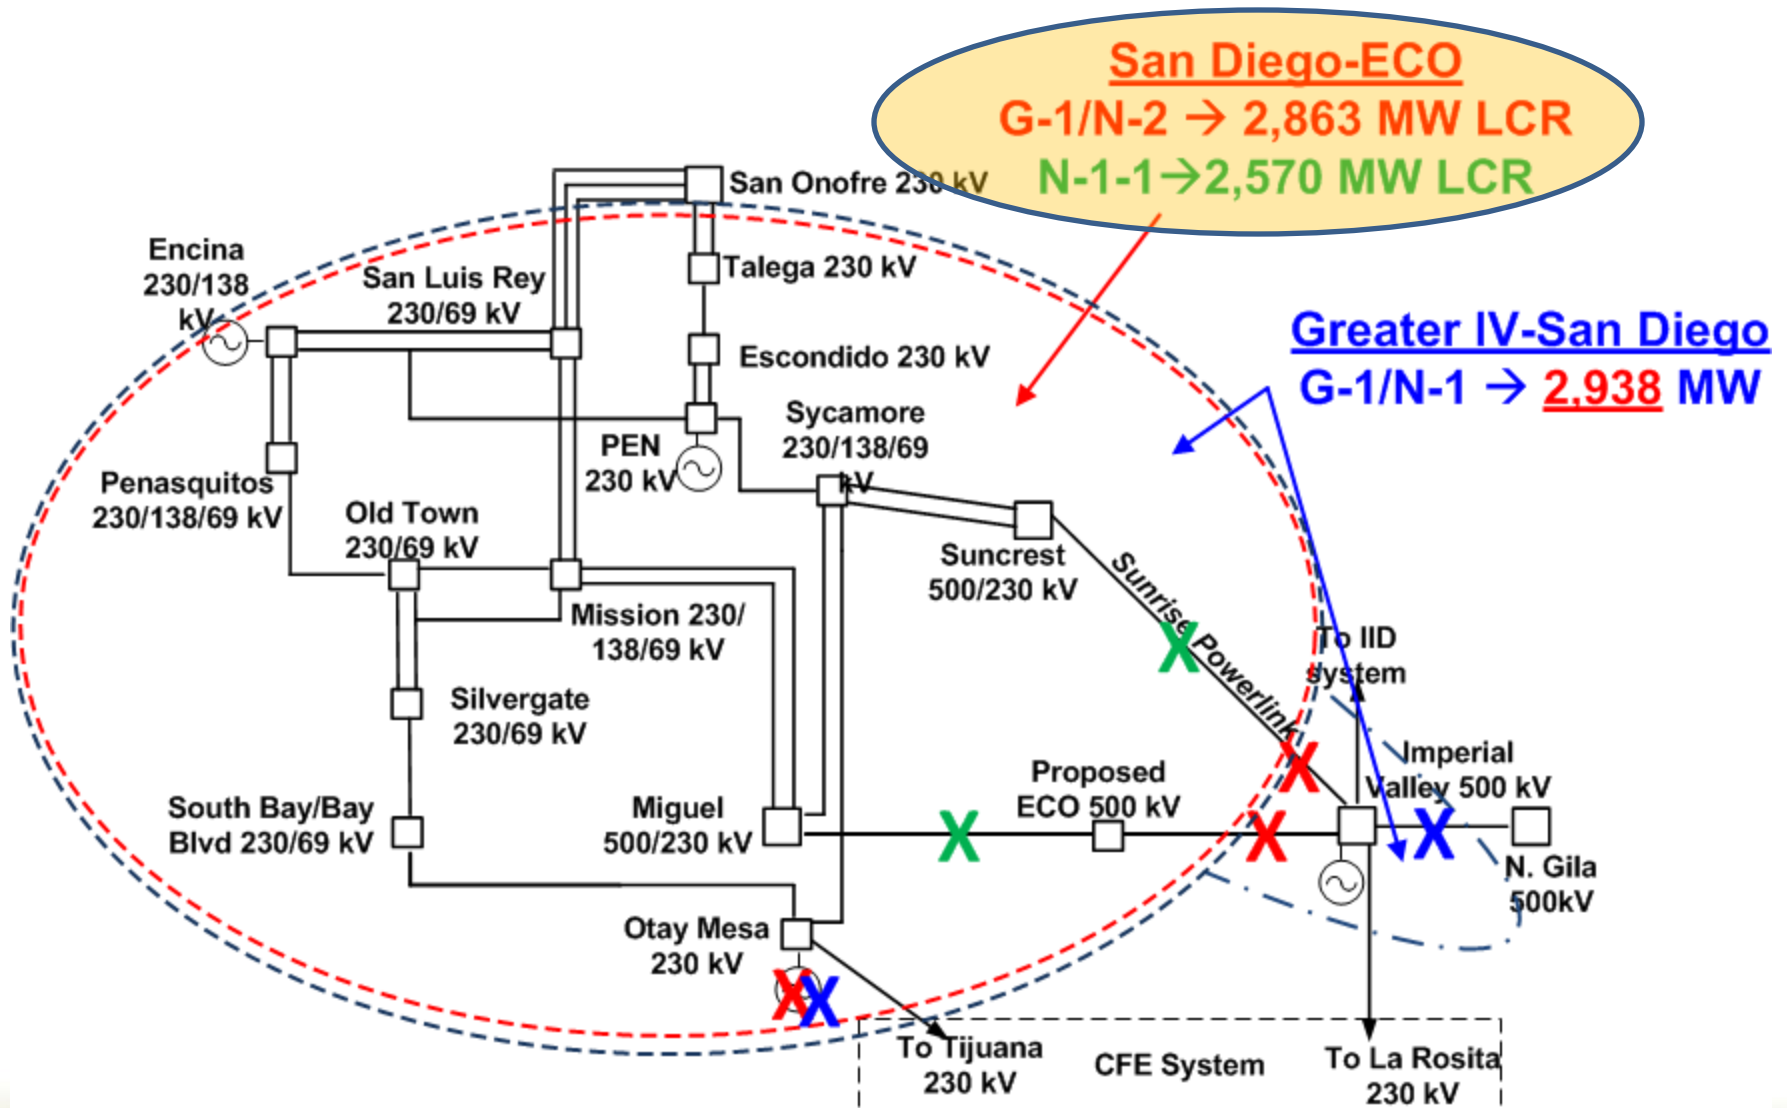 San Diego-ECO
G-1/N-2 → 2,863 MW LCR
N-1-1→2,570 MW LCR
San Onofre 230 kV
Encina
230/138
kV
San Luis Rey
230/69 kV
Talega 230 kV
Greater IV-San Diego
G-1/N-1 → 2,938 MW
Escondido 230 kV
Sycamore
230/138/69
kV
PEN
230 kV
Penasquitos
230/138/69 kV
Old Town
230/69 kV
Suncrest
500/230 kV
Sunrise Powerlink
Mission 230/
138/69 kV
To IID
system
Silvergate
230/69 kV
Imperial
Valley 500 kV
Proposed
ECO 500 kV
South Bay/Bay
Blvd 230/69 kV
Miguel
500/230 kV
N. Gila
500kV
Otay Mesa
230 kV
To Tijuana
230 kV
CFE System
To La Rosita
230 kV
X
X
X
X
X
X
X